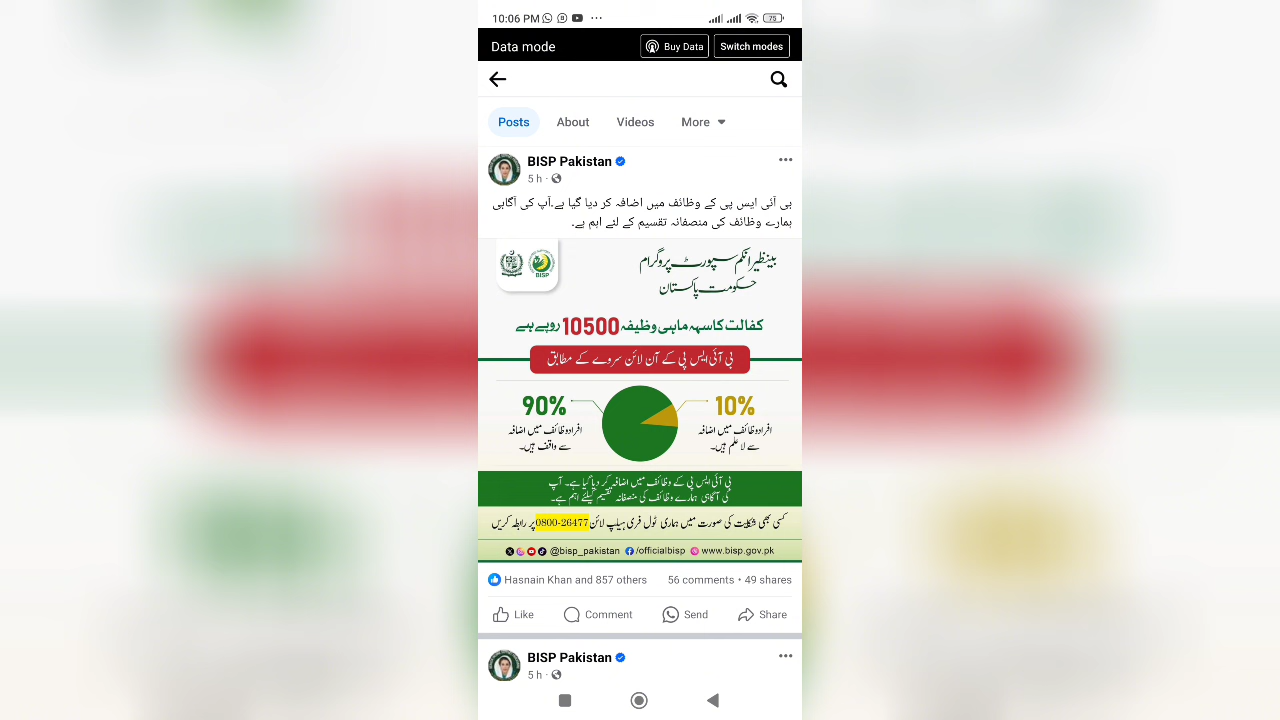 10:06 PM
75
Data mode
Buy Data
Switch modes
Posts About Videos More
BISP Pakistan
5 h ·
بی آئی ایس پی کے وظائف میں اضافہ کر دیا گیا ہے۔آپ کی آگاہی
ہمارے وظائف کی منصفانہ تقسیم کے لئے اہم ہے۔
BISP
بینظیر انکم سپورٹ پروگرام
حکومت پاکستان
کفالت کا سہہ ماہی وظیفہ 10500 روپے ہے
بی آئی ایس پی کے آن لائن سروے کے مطابق
90%
افراد وظائف میں اضافہ
سے واقف ہیں۔
10%
افراد وظائف میں اضافہ
سے لا علم ہیں۔
بی آئی ایس پی کے وظائف میں اضافہ کر دیا گیا ہے۔ آپ
کی آگاہی ہمارے وظائف کی منصفانہ تقسیم کیلئے اہم ہے۔
کسی بھی شکایت کی صورت میں ہماری ٹول فری ہیلپ لائن 0800-26477 پر رابطہ کریں
@bisp_pakistan /officialbisp www.bisp.gov.pk
Hasnain Khan and 857 others 56 comments • 49 shares
Like Comment Send Share
BISP Pakistan
5 h ·